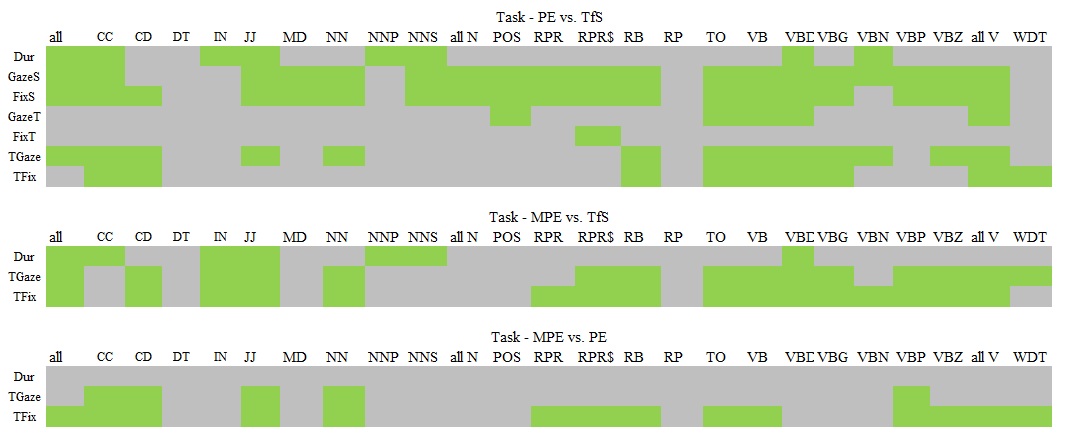 Task - PE vs. TfS
all CC CD DT IN JJ MD NN NNP NNS all N POS RPR RPR$ RB RP TO VB VBD VBG VBN VBP VBZ all V WDT
Dur
GazeS
FixS
GazeT
FixT
TGaze
TFix
Task - MPE vs. TfS
all CC CD DT IN JJ MD NN NNP NNS all N POS RPR RPR$ RB RP TO VB VBD VBG VBN VBP VBZ all V WDT
Dur
TGaze
TFix
Task - MPE vs. PE
all CC CD DT IN JJ MD NN NNP NNS all N POS RPR RPR$ RB RP TO VB VBD VBG VBN VBP VBZ all V WDT
Dur
TGaze
TFix